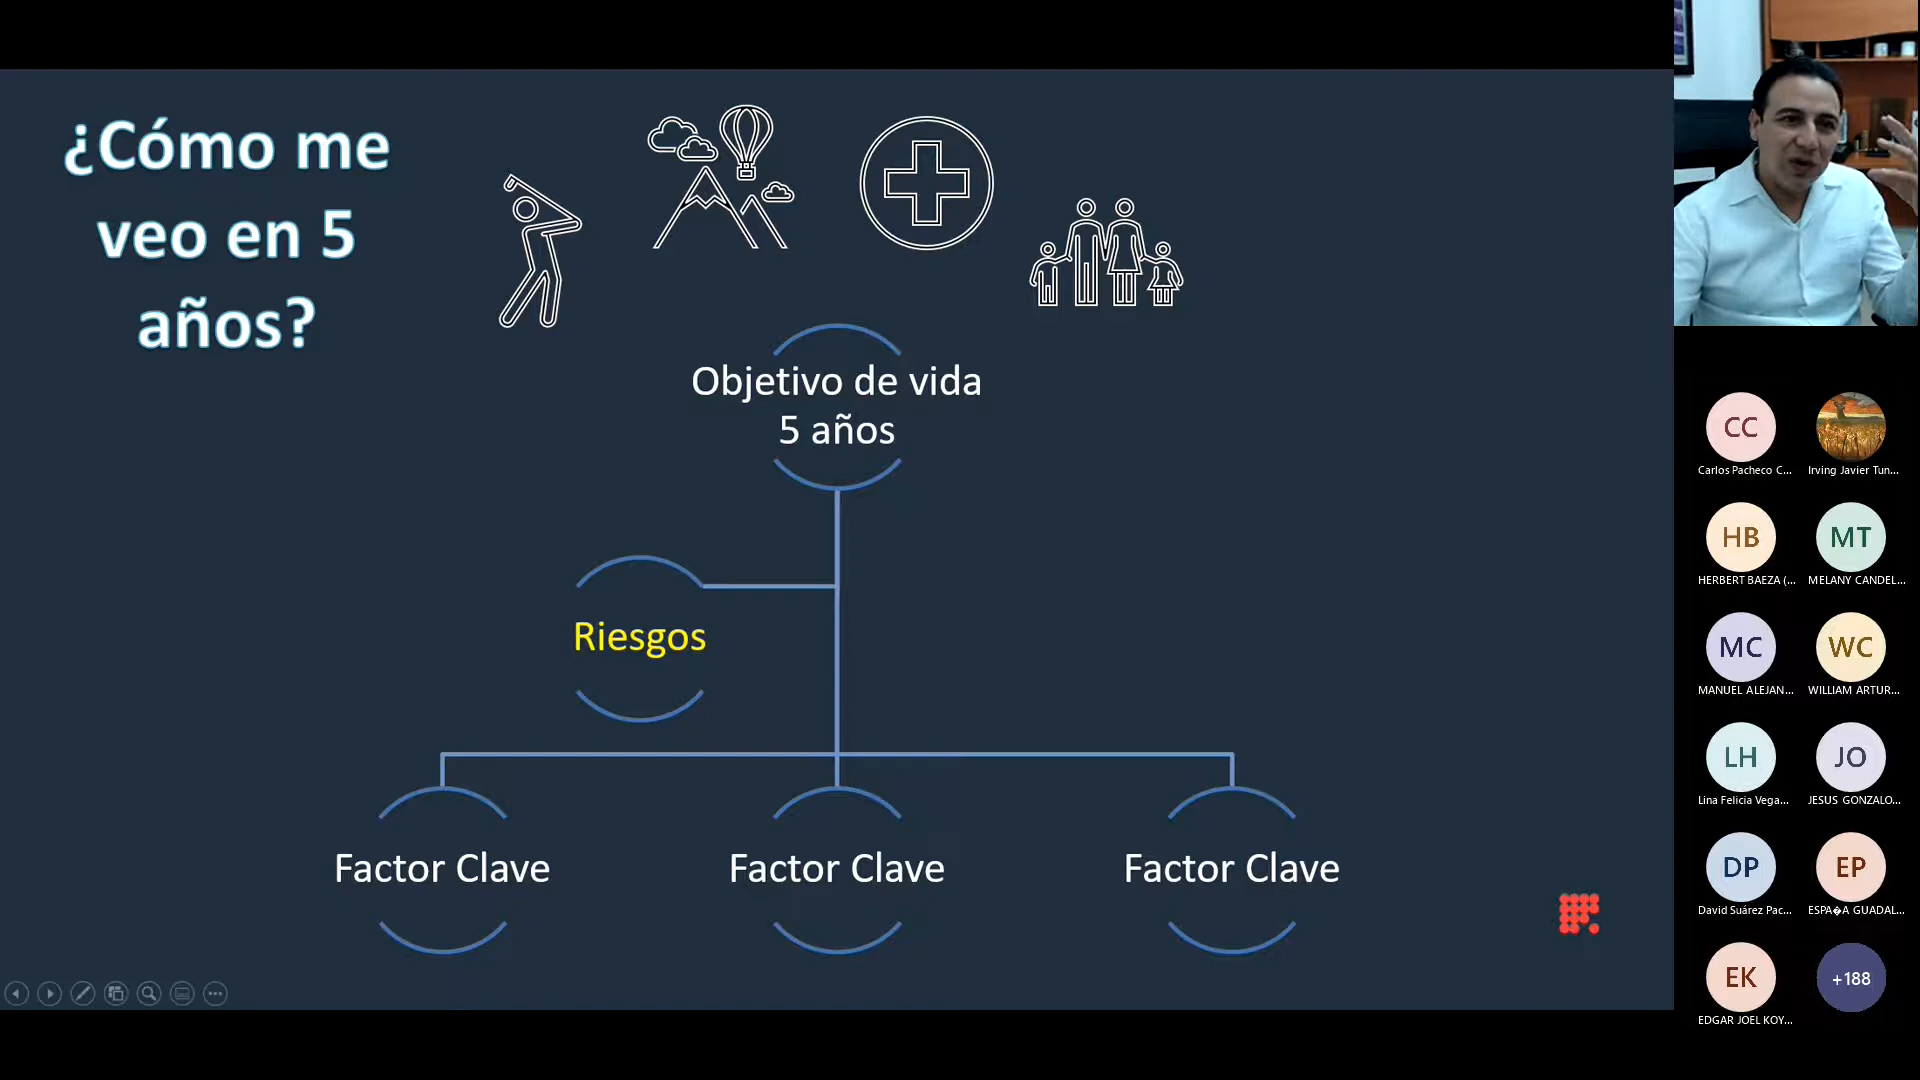 ¿Cómo me
veo en 5
años?
Objetivo de vida
5 años
Riesgos
Factor Clave
Factor Clave
Factor Clave
CC
Carlos Pacheco C...
Irving Javier Tun...
HB
HERBERT BAEZA (...
MT
MELANY CANDEL...
MC
MANUEL ALEJAN...
WC
WILLIAM ARTUR...
LH
Lina Felicia Vega...
JO
JESUS GONZALO...
DP
David Suárez Pac...
EP
ESPA�A GUADAL...
EK
EDGAR JOEL KOY...
+188